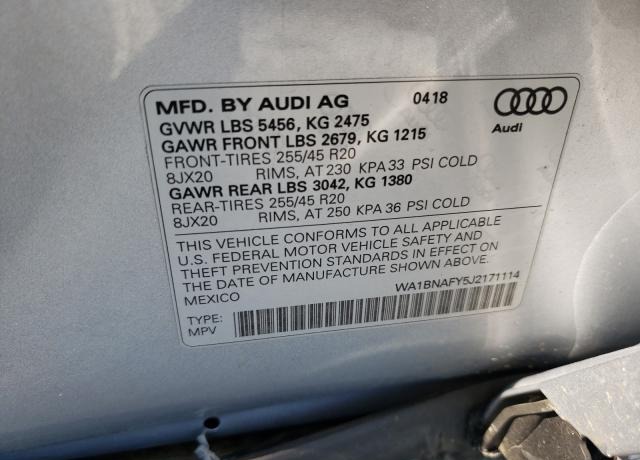 MFD. BY AUDI AG 0418
GVWR LBS 5456, KG 2475
GAWR FRONT LBS 2679, KG 1215
FRONT-TIRES 255/45 R20
8JX20 RIMS, AT 230 KPA 33 PSI COLD
GAWR REAR LBS 3042, KG 1380
REAR-TIRES 255/45 R20
8JX20 RIMS, AT 250 KPA 36 PSI COLD
Audi
THIS VEHICLE CONFORMS TO ALL APPLICABLE
U.S. FEDERAL MOTOR VEHICLE SAFETY AND
THEFT PREVENTION STANDARDS IN EFFECT ON
THE DATE OF MANUFACTURE SHOWN ABOVE.
MEXICO
WA1BNAFY5J2171114
TYPE:
MPV